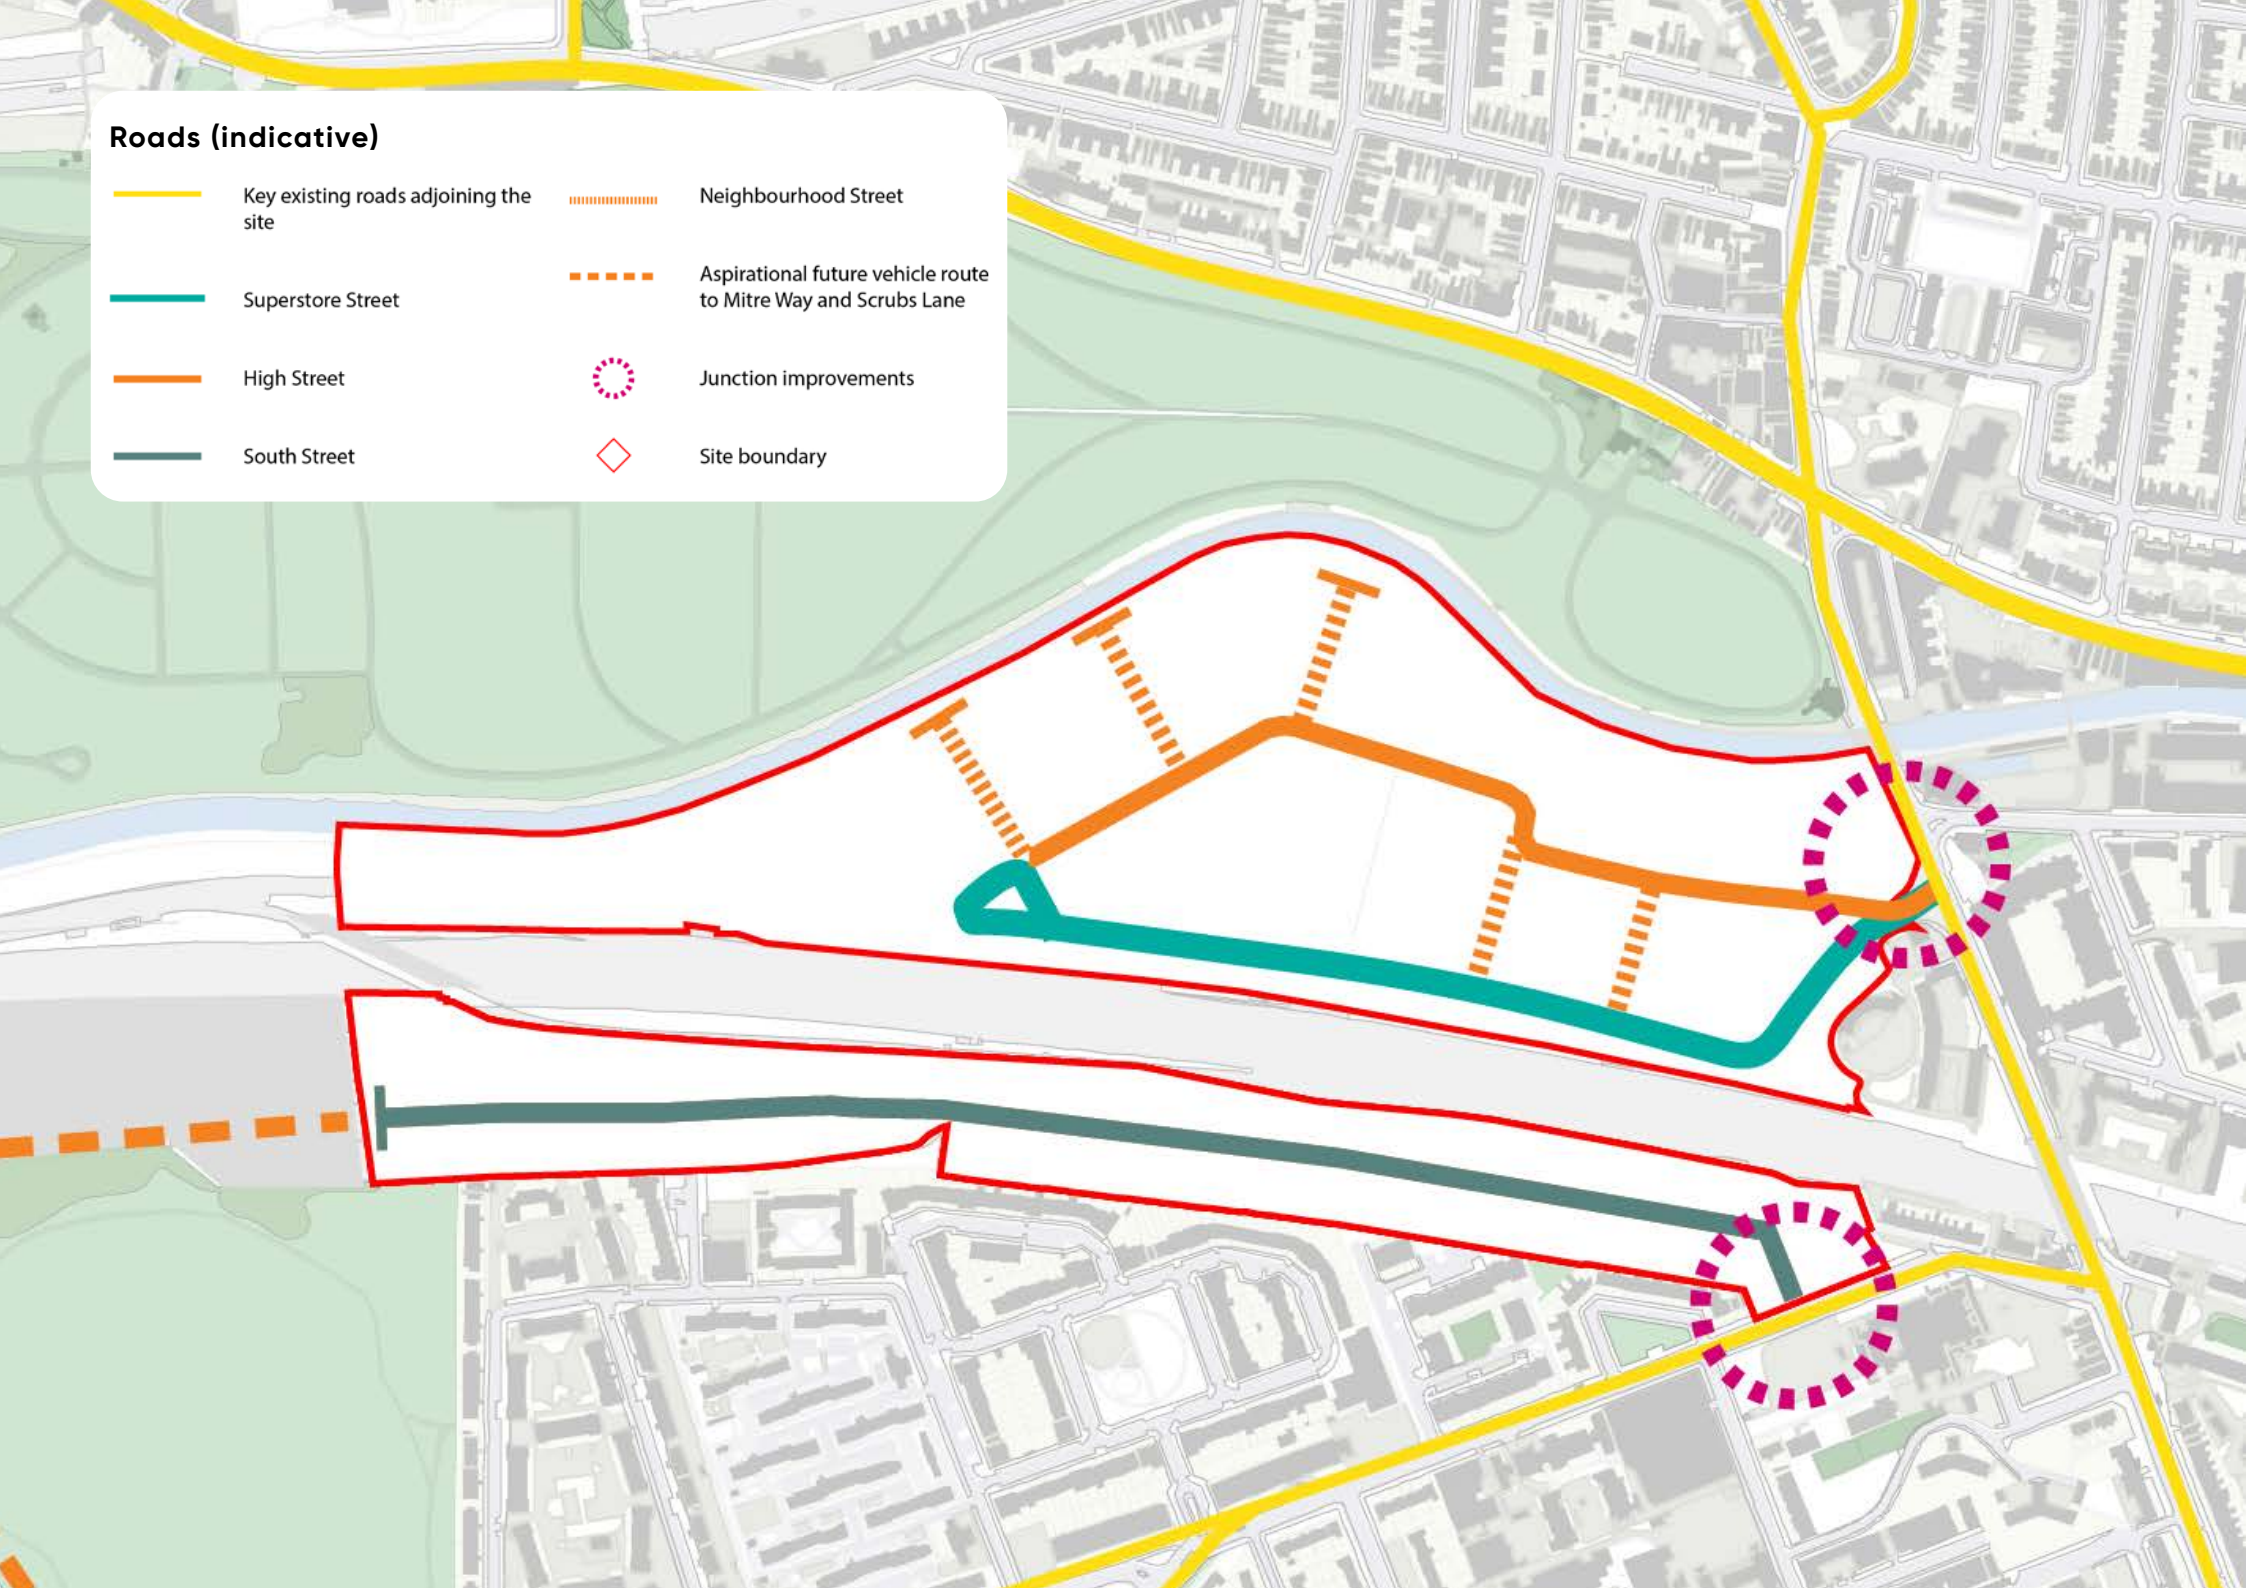 Roads (indicative)
Key existing roads adjoining the
site
Superstore Street
High Street
South Street
Neighbourhood Street
Aspirational future vehicle route
to Mitre Way and Scrubs Lane
Junction improvements
Site boundary